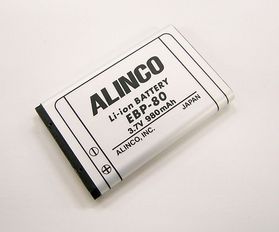 ALINCO
Li-ion BATTERY
EBP-80
3.7V 980mAh
ALINCO, INC.
JAPAN